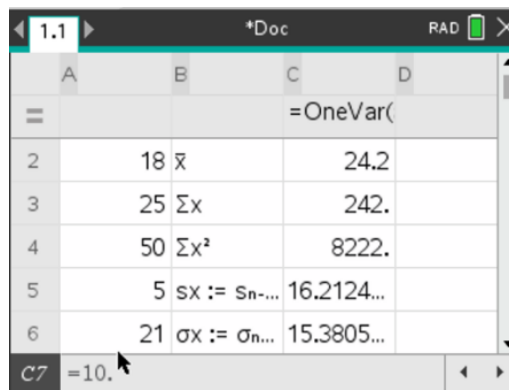 1.1 *Doc RAD
A B C D
= =OneVar(
2 18 x̄ 24.2
3 25 Σx 242.
4 50 Σx² 8222.
5 5 sx := sₙ₋... 16.2124...
6 21 σx := σₙ... 15.3805...
C7 =10.